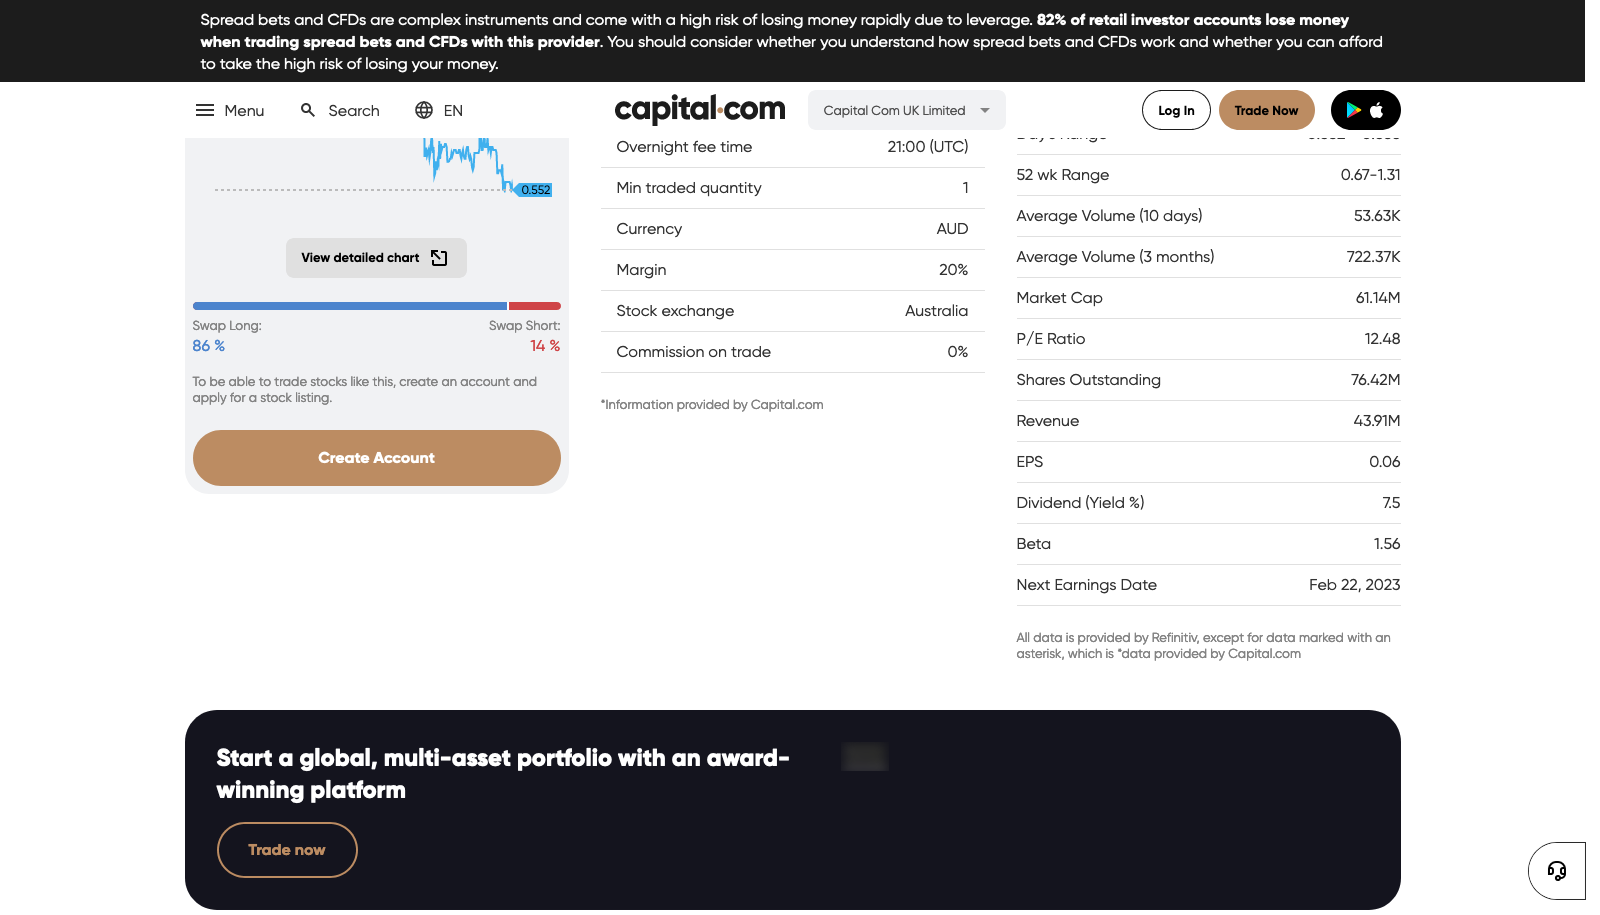 Spread bets and CFDs are complex instruments and come with a high risk of losing money rapidly due to leverage. 82% of retail investor accounts lose money
when trading spread bets and CFDs with this provider. You should consider whether you understand how spread bets and CFDs work and whether you can afford
to take the high risk of losing your money.
Menu
Search
EN
capital.com
Capital Com UK Limited
Log In
Trade Now
0.552
View detailed chart
Swap Long:
Swap Short:
86 %
14 %
To be able to trade stocks like this, create an account and
apply for a stock listing.
Create Account
Overnight fee time 21:00 (UTC)
Min traded quantity 1
Currency AUD
Margin 20%
Stock exchange Australia
Commission on trade 0%
*Information provided by Capital.com
52 wk Range 0.67-1.31
Average Volume (10 days) 53.63K
Average Volume (3 months) 722.37K
Market Cap 61.14M
P/E Ratio 12.48
Shares Outstanding 76.42M
Revenue 43.91M
EPS 0.06
Dividend (Yield %) 7.5
Beta 1.56
Next Earnings Date Feb 22, 2023
All data is provided by Refinitiv, except for data marked with an
asterisk, which is *data provided by Capital.com
Start a global, multi-asset portfolio with an award-
winning platform
Trade now